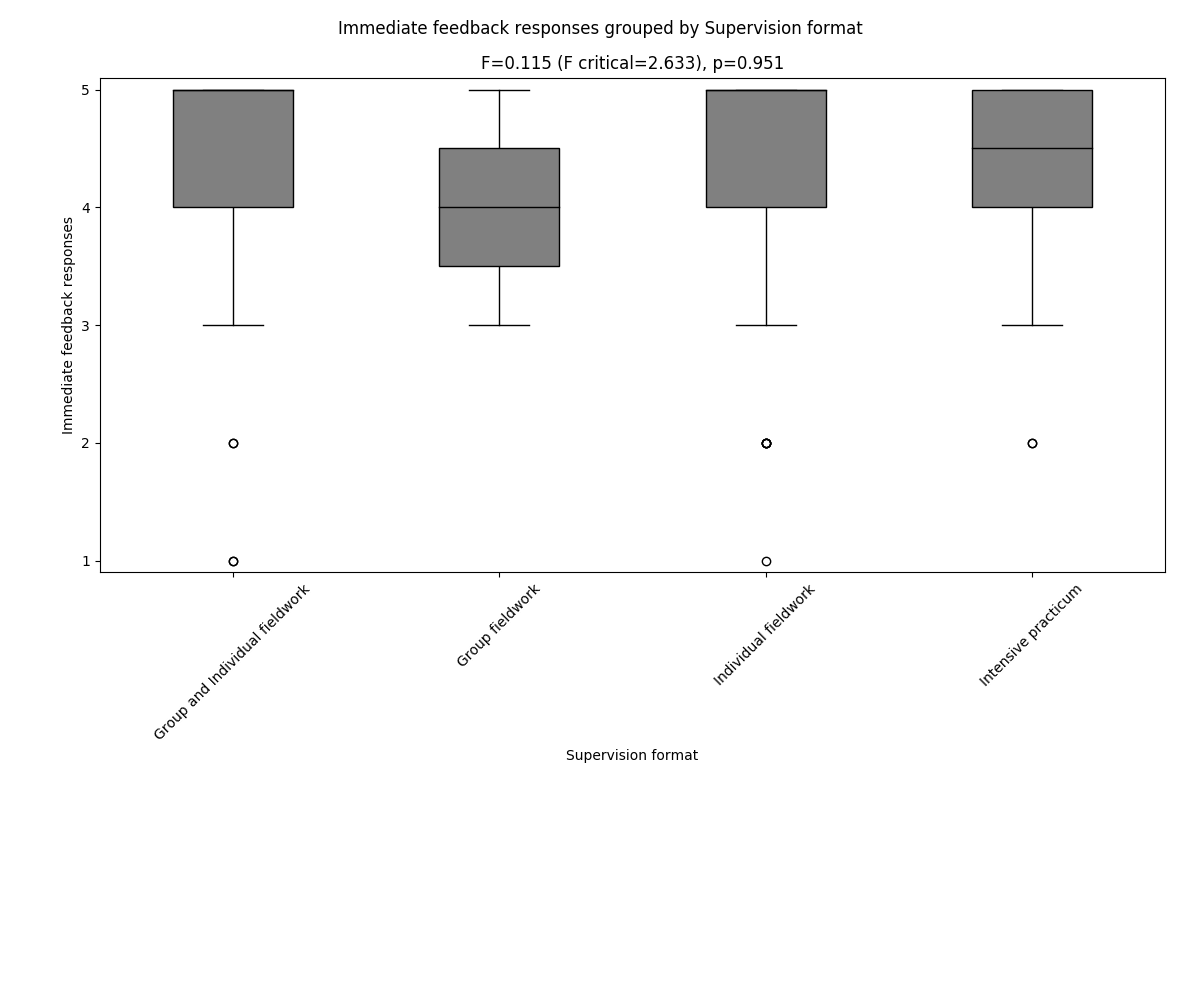 Immediate feedback responses grouped by Supervision format
F=0.115 (F critical=2.633), p=0.951
5
4
3
2
1
Immediate feedback responses
Group and Individual fieldwork
Group fieldwork
Individual fieldwork
Intensive practicum
Supervision format